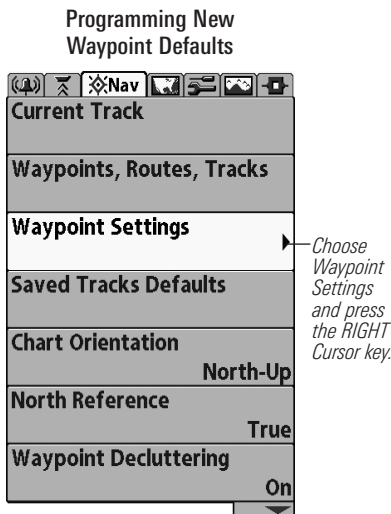 Programming New
Waypoint Defaults
Nav
Current Track
Waypoints, Routes, Tracks
Waypoint Settings
Choose
Waypoint
Settings
and press
the RIGHT
Cursor key.
Saved Tracks Defaults
Chart Orientation
North-Up
North Reference
True
Waypoint Decluttering
On